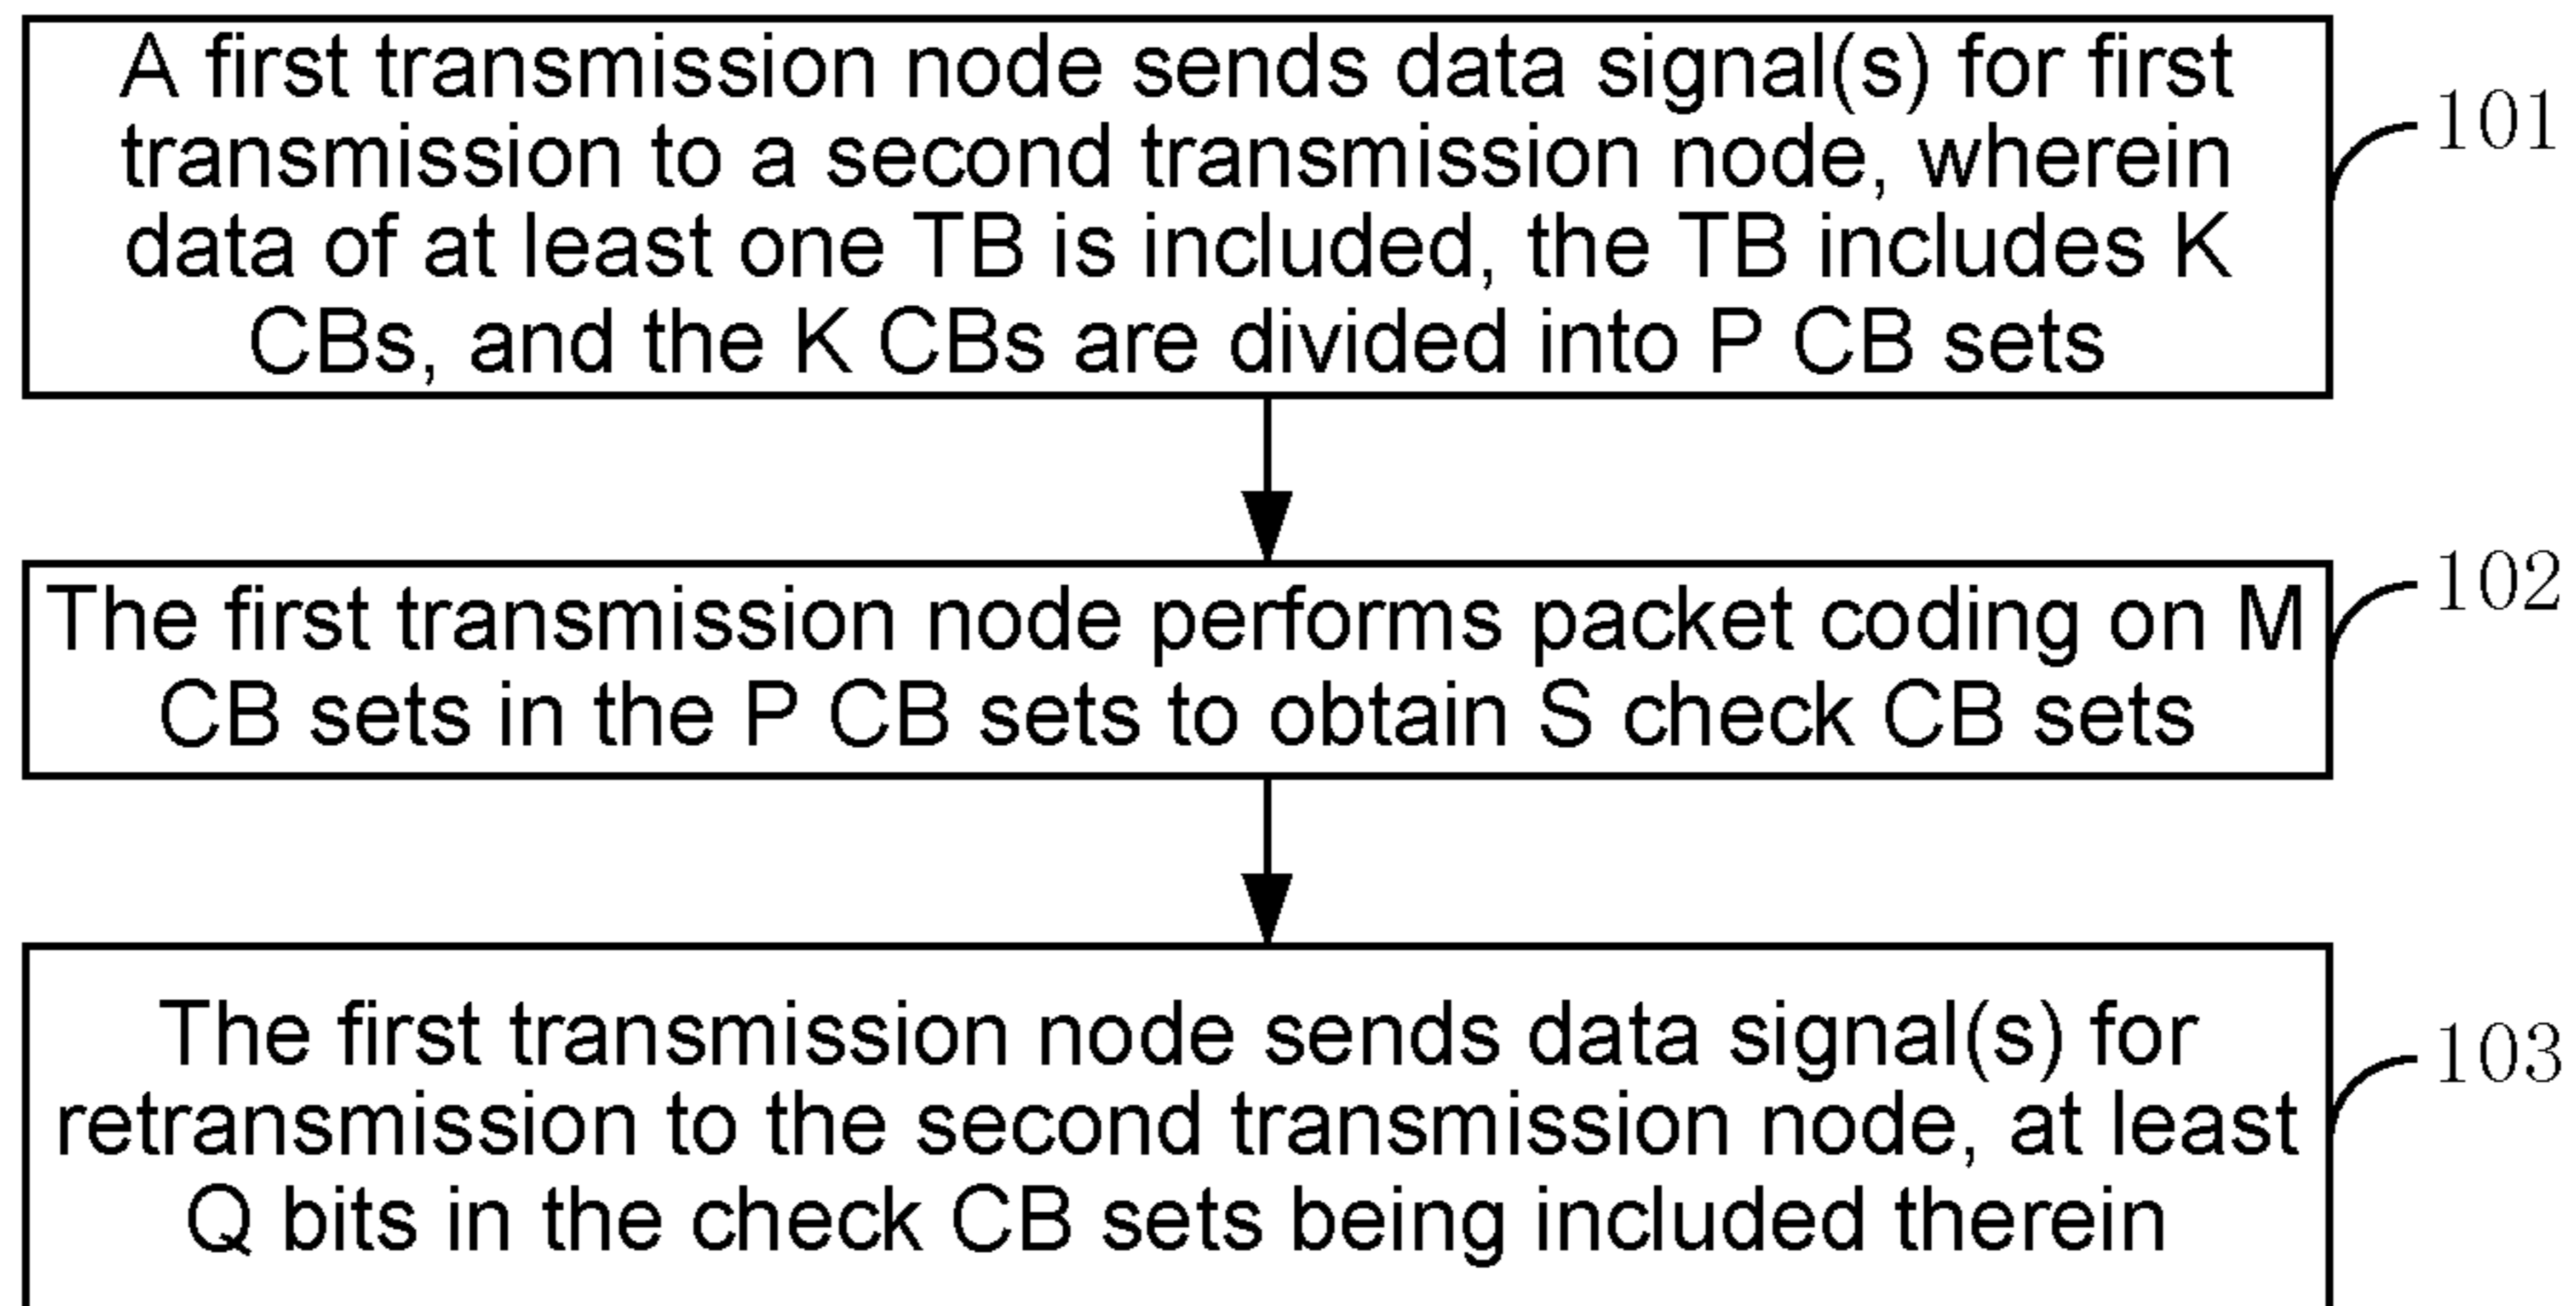 A first transmission node sends data signal(s) for first
transmission to a second transmission node, wherein
data of at least one TB is included, the TB includes K
CBs, and the K CBs are divided into P CB sets
101
The first transmission node performs packet coding on M
CB sets in the P CB sets to obtain S check CB sets
102
The first transmission node sends data signal(s) for
retransmission to the second transmission node, at least
Q bits in the check CB sets being included therein
103